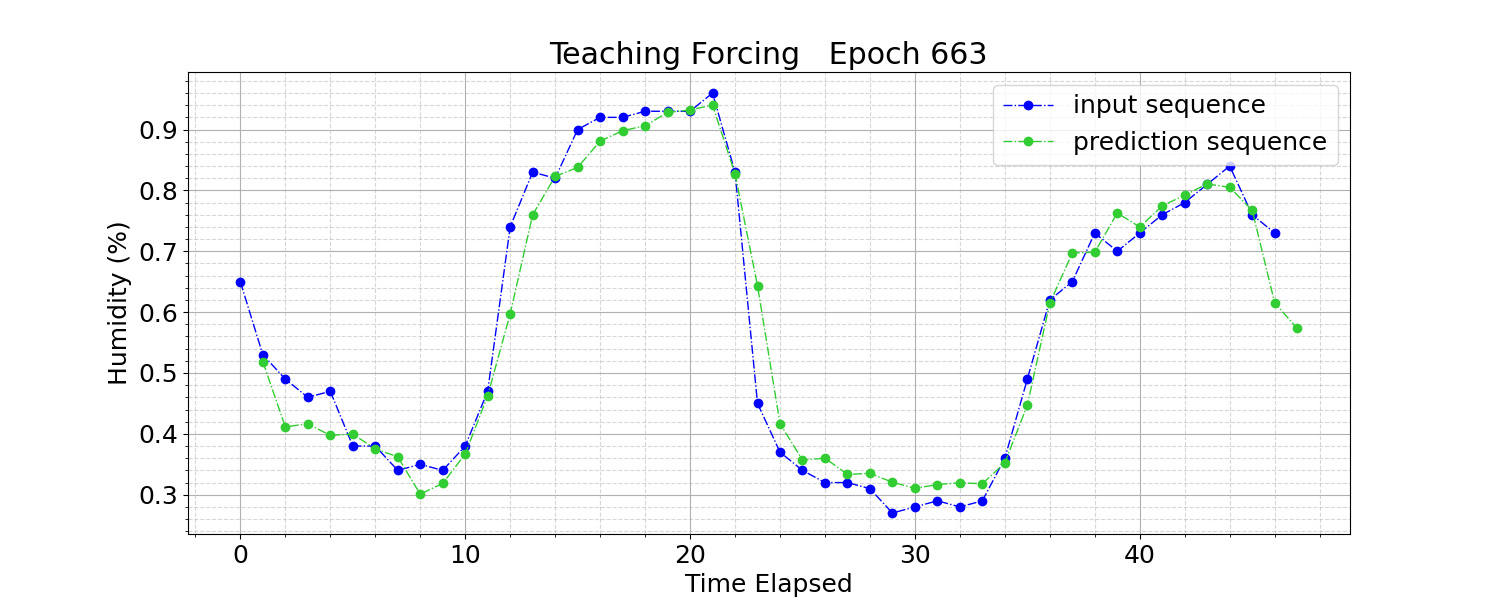 Teaching Forcing   Epoch 663
input sequence
prediction sequence
Humidity (%)
0.9
0.8
0.7
0.6
0.5
0.4
0.3
0 10 20 30 40
Time Elapsed